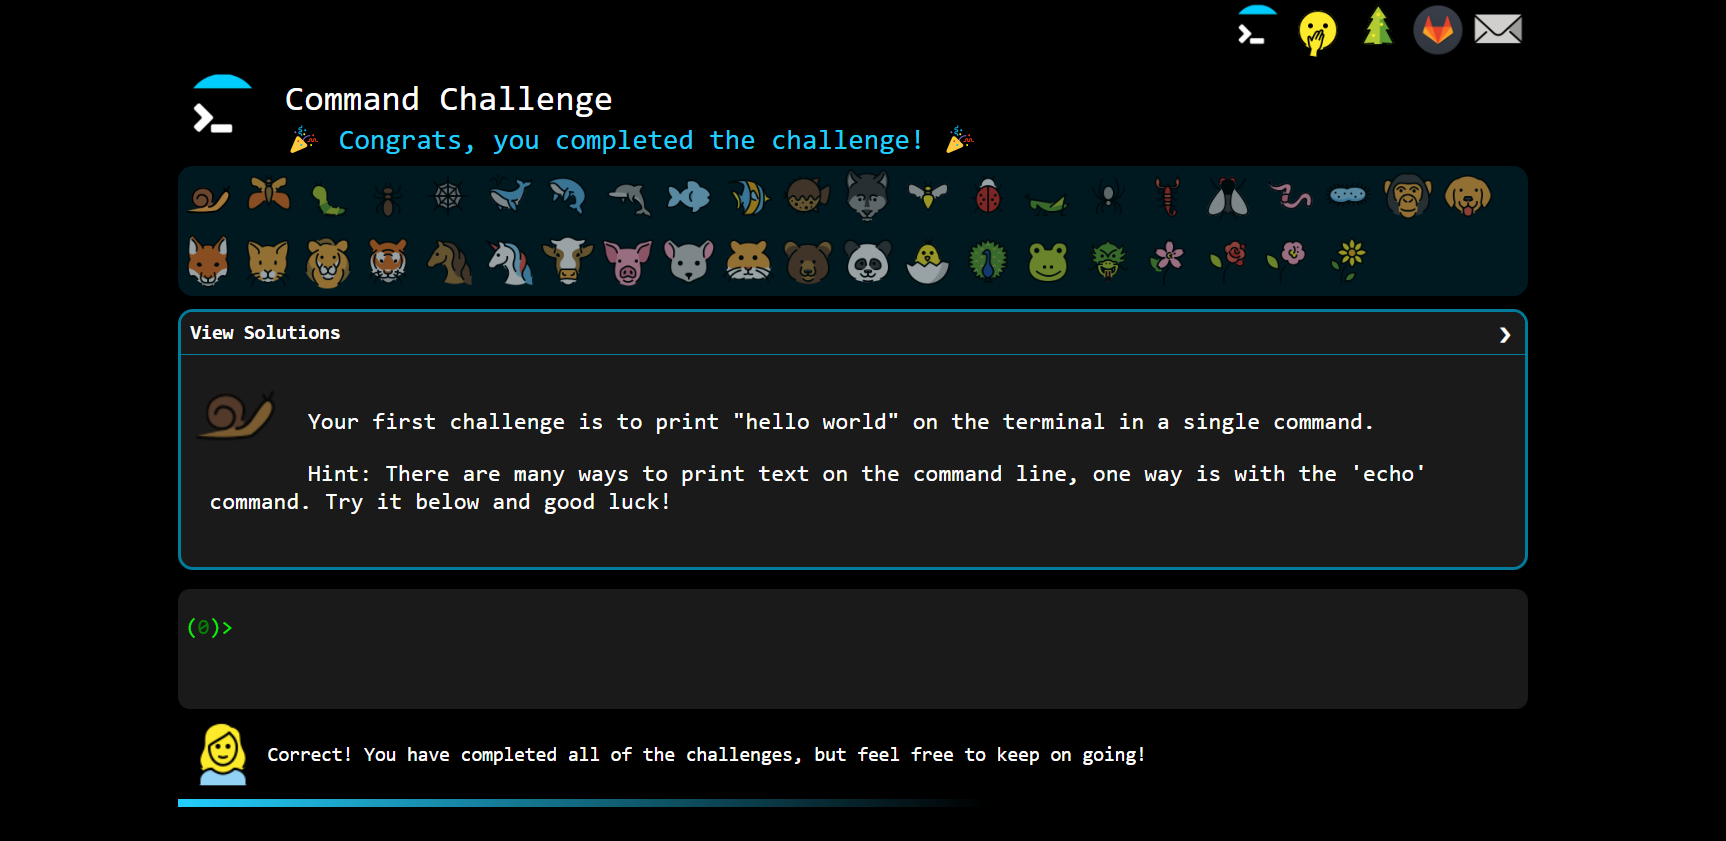 Command Challenge
Congrats, you completed the challenge!
View Solutions
Your first challenge is to print "hello world" on the terminal in a single command.
Hint: There are many ways to print text on the command line, one way is with the 'echo'
command. Try it below and good luck!
(0)>
Correct! You have completed all of the challenges, but feel free to keep on going!